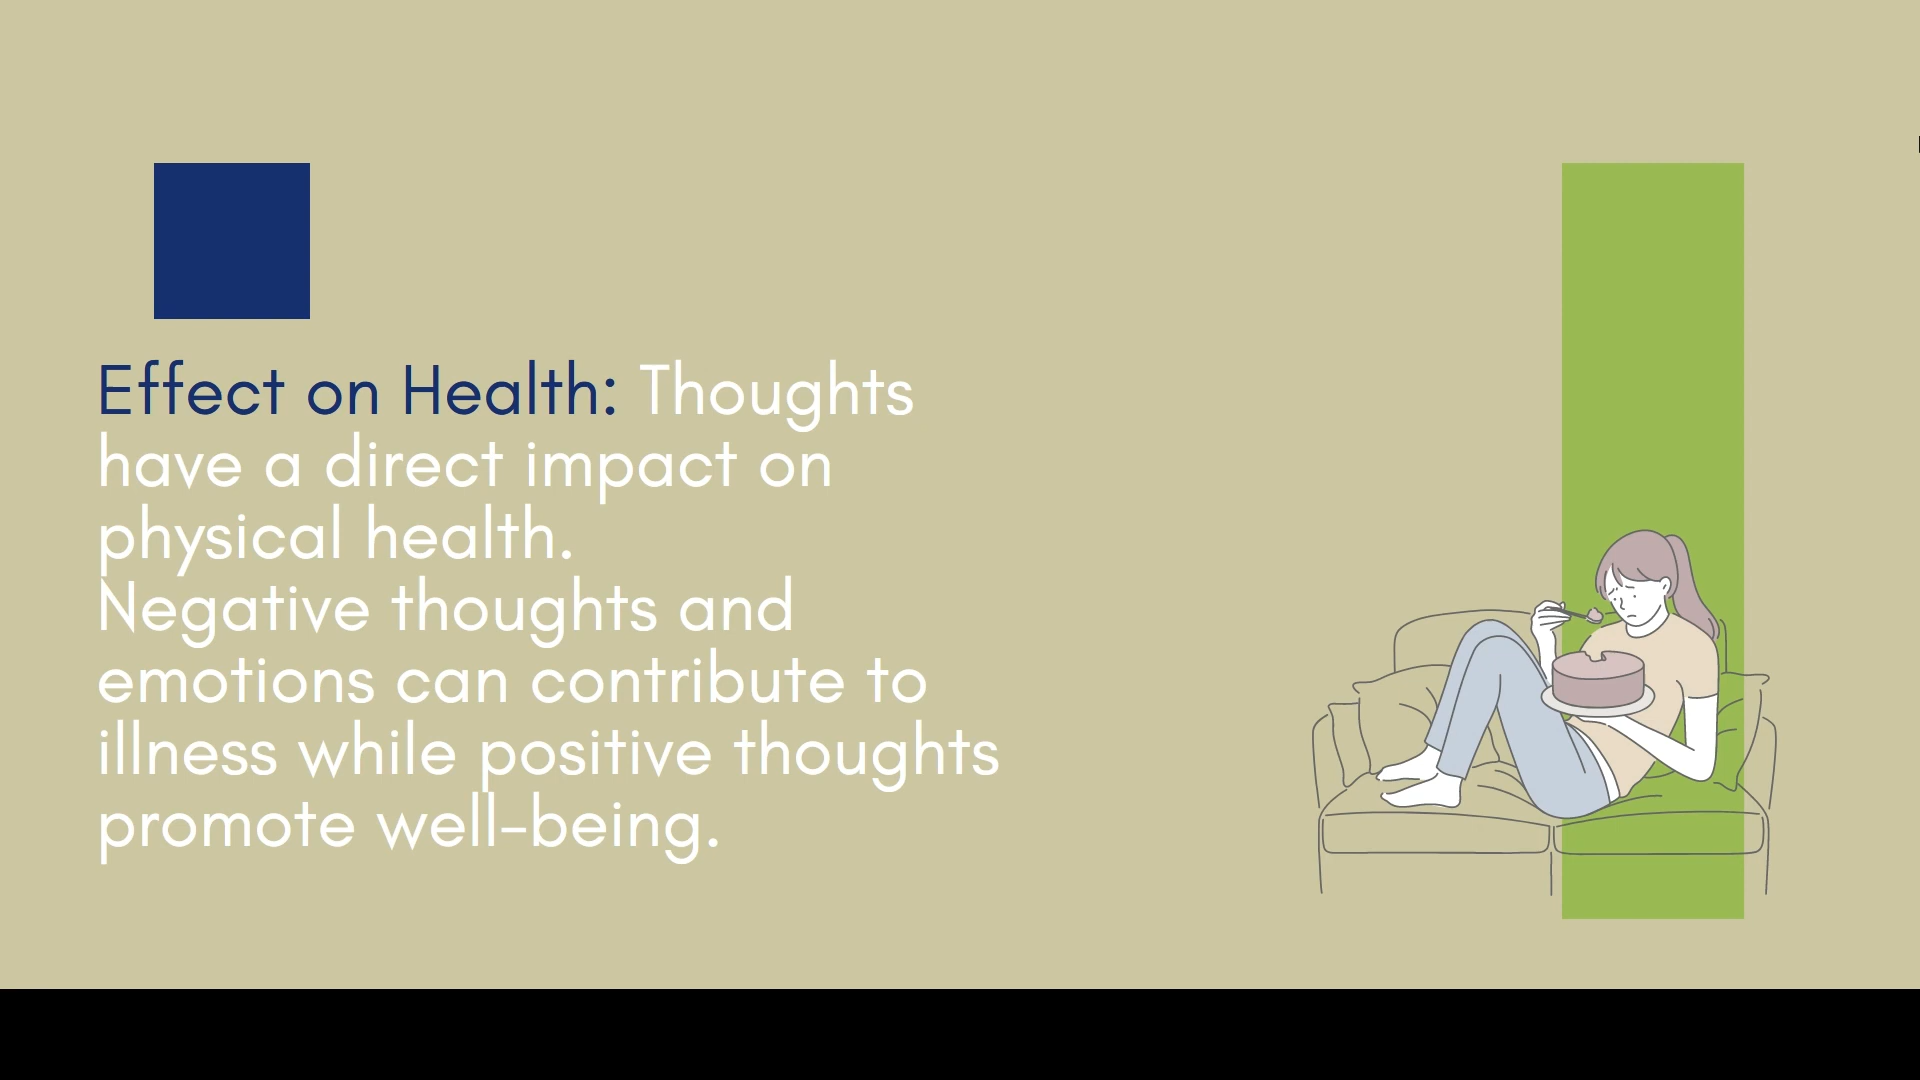 Effect on Health: Thoughts
have a direct impact on
physical health.
Negative thoughts and
emotions can contribute to
illness while positive thoughts
promote well-being.